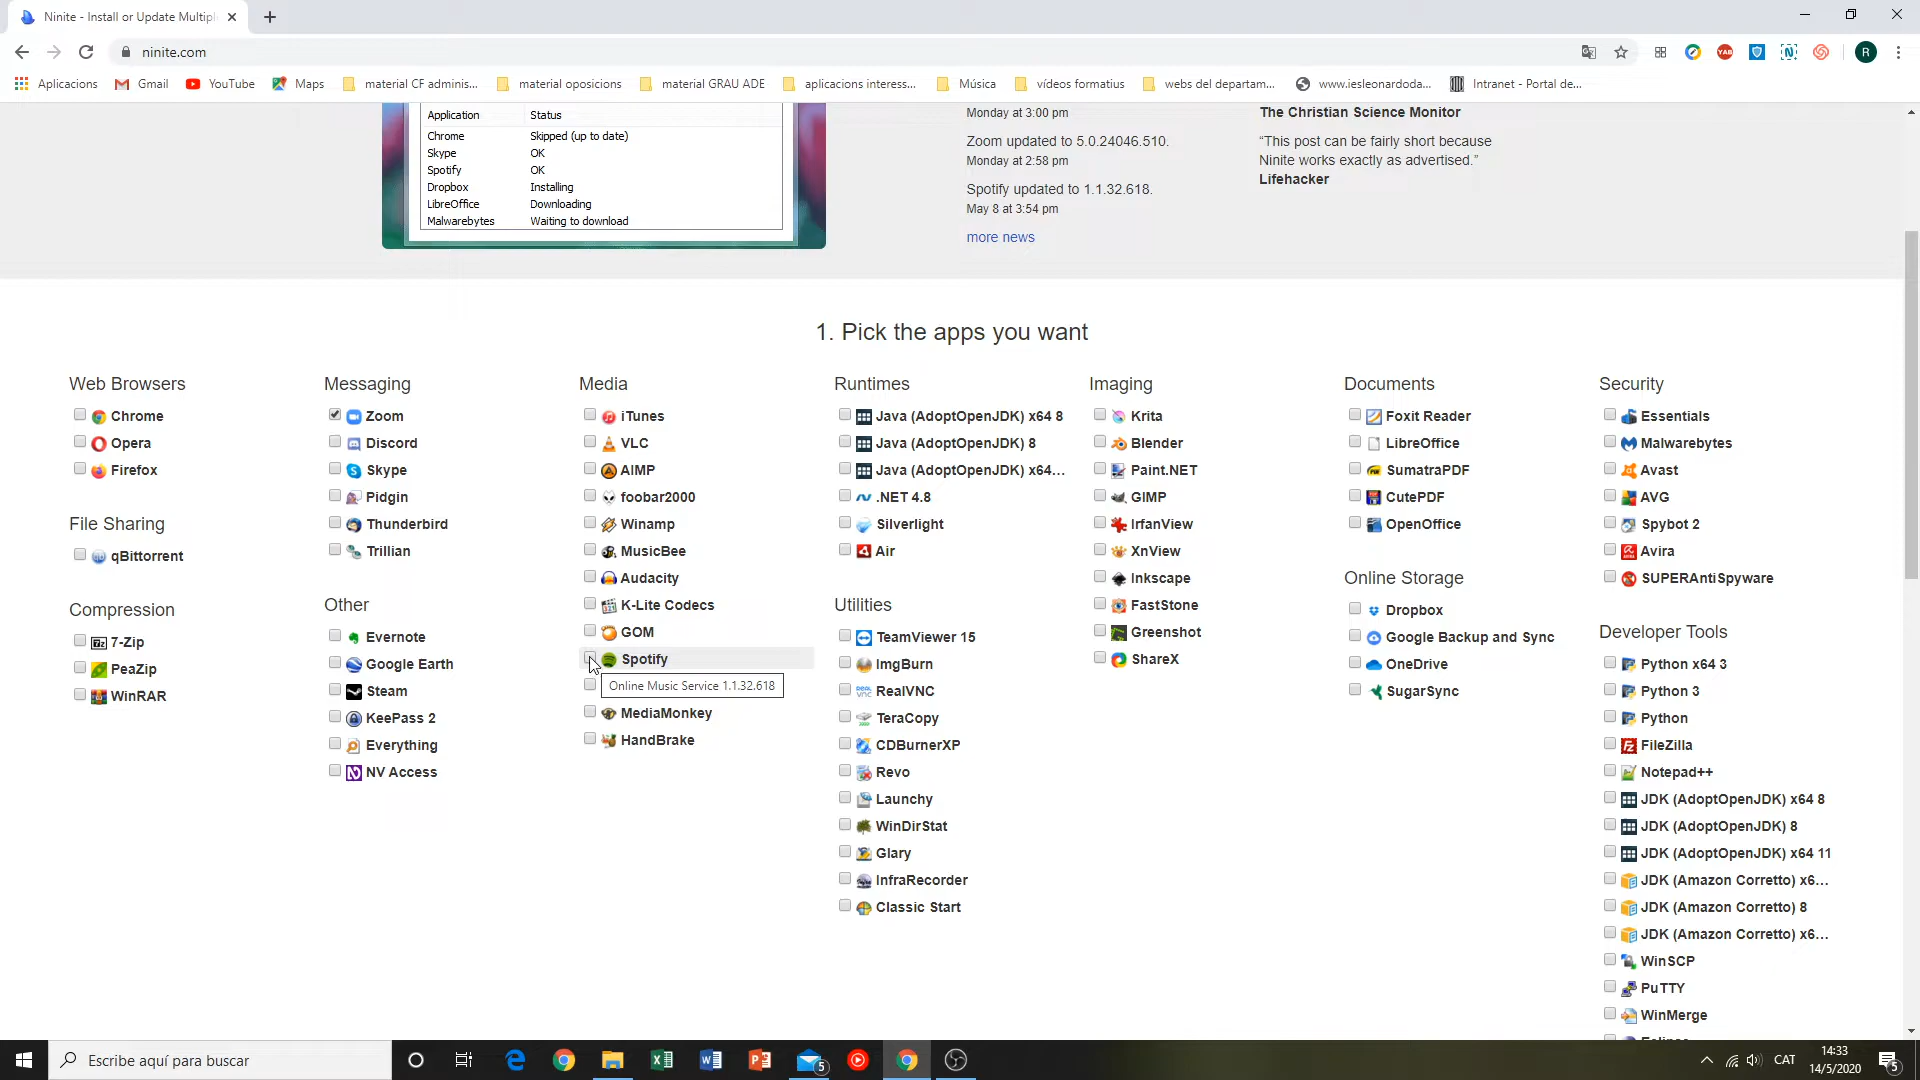 Ninite - Install or Update Multipl
ninite.com
Aplicacions
Gmail
YouTube
Maps
material CF adminis...
material oposicions
material GRAU ADE
aplicacions interess...
Música
vídeos formatius
webs del departam...
www.iesleonardoda...
Intranet - Portal de...
YAB
R
Application Status
Chrome Skipped (up to date)
Skype OK
Spotify OK
Dropbox Installing
LibreOffice Downloading
Malwarebytes Waiting to download
Monday at 3:00 pm
Zoom updated to 5.0.24046.510.
Monday at 2:58 pm
Spotify updated to 1.1.32.618.
May 8 at 3:54 pm
more news
The Christian Science Monitor
“This post can be fairly short because
Ninite works exactly as advertised.”
Lifehacker
1. Pick the apps you want
Web Browsers
Chrome
Opera
Firefox
File Sharing
qBittorrent
Compression
7-Zip
PeaZip
WinRAR
Messaging
Zoom
Discord
Skype
Pidgin
Thunderbird
Trillian
Other
Evernote
Google Earth
Steam
KeePass 2
Everything
NV Access
Media
iTunes
VLC
AIMP
foobar2000
Winamp
MusicBee
Audacity
K-Lite Codecs
GOM
Spotify
Online Music Service 1.1.32.618
MediaMonkey
HandBrake
Runtimes
Java (AdoptOpenJDK) x64 8
Java (AdoptOpenJDK) 8
Java (AdoptOpenJDK) x64...
.NET 4.8
Silverlight
Air
Utilities
TeamViewer 15
ImgBurn
RealVNC
TeraCopy
CDBurnerXP
Revo
Launchy
WinDirStat
Glary
InfraRecorder
Classic Start
Imaging
Krita
Blender
Paint.NET
GIMP
IrfanView
XnView
Inkscape
FastStone
Greenshot
ShareX
Documents
Foxit Reader
LibreOffice
SumatraPDF
CutePDF
OpenOffice
Online Storage
Dropbox
Google Backup and Sync
OneDrive
SugarSync
Security
Essentials
Malwarebytes
Avast
AVG
Spybot 2
Avira
SUPERAntiSpyware
Developer Tools
Python x64 3
Python 3
Python
FileZilla
Notepad++
JDK (AdoptOpenJDK) x64 8
JDK (AdoptOpenJDK) 8
JDK (AdoptOpenJDK) x64 11
JDK (Amazon Corretto) x6...
JDK (Amazon Corretto) 8
JDK (Amazon Corretto) x6...
WinSCP
PuTTY
WinMerge
Escribe aquí para buscar
5
CAT
14:33
14/5/2020
5